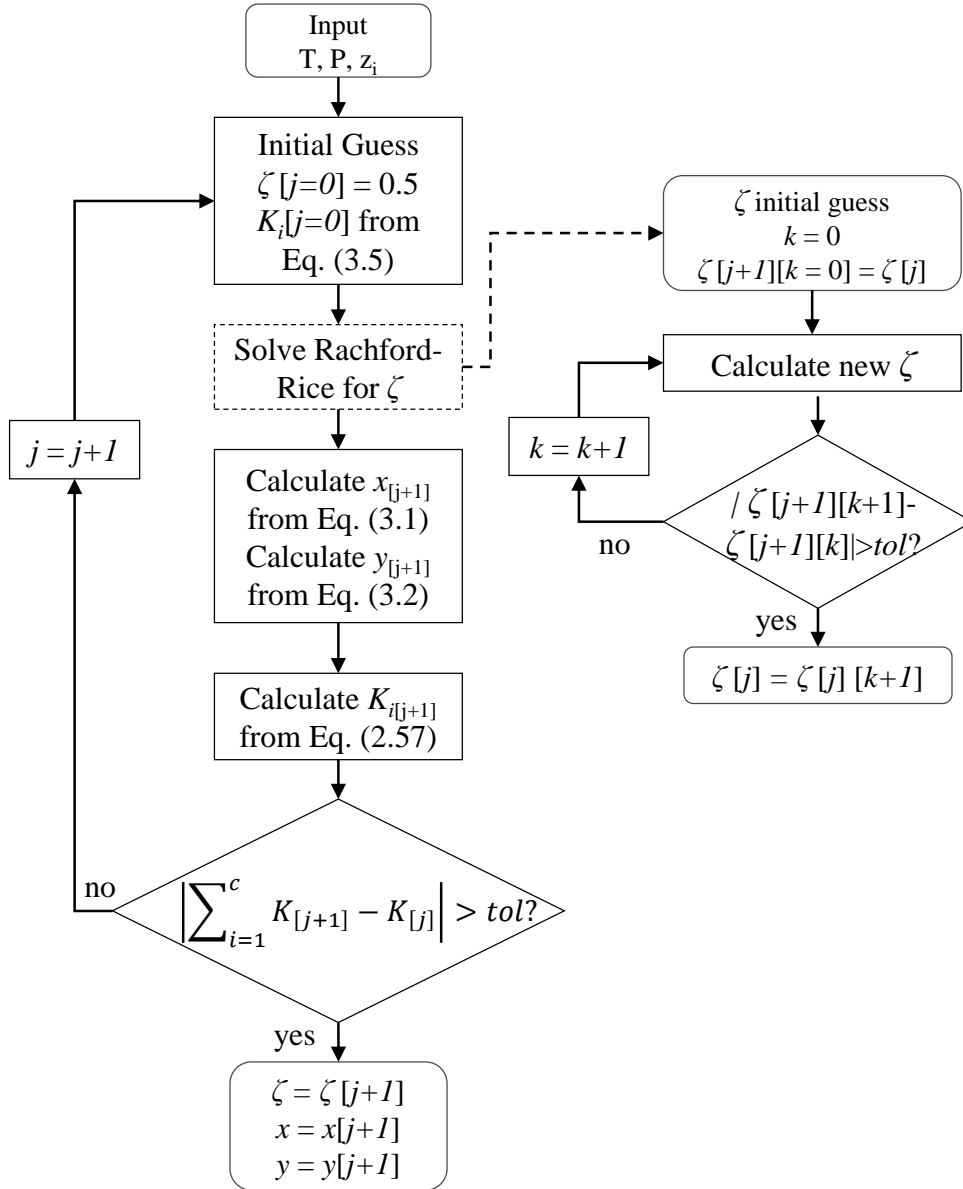 Input
T, P, z_i
Initial Guess
ζ [j=0] = 0.5
K_i[j=0] from
Eq. (3.5)
Solve Rachford-
Rice for ζ
j = j+1
Calculate x_[j+1]
from Eq. (3.1)
Calculate y_[j+1]
from Eq. (3.2)
Calculate K_i[j+1]
from Eq. (2.57)
no
|∑_{i=1}^{c} K_[j+1] − K_[j]| > tol?
yes
ζ = ζ [j+1]
x = x[j+1]
y = y[j+1]
ζ initial guess
k = 0
ζ [j+1][k = 0] = ζ [j]
Calculate new ζ
k = k+1
| ζ [j+1][k+1]-
ζ [j+1][k]|>tol?
no
yes
ζ [j] = ζ [j] [k+1]